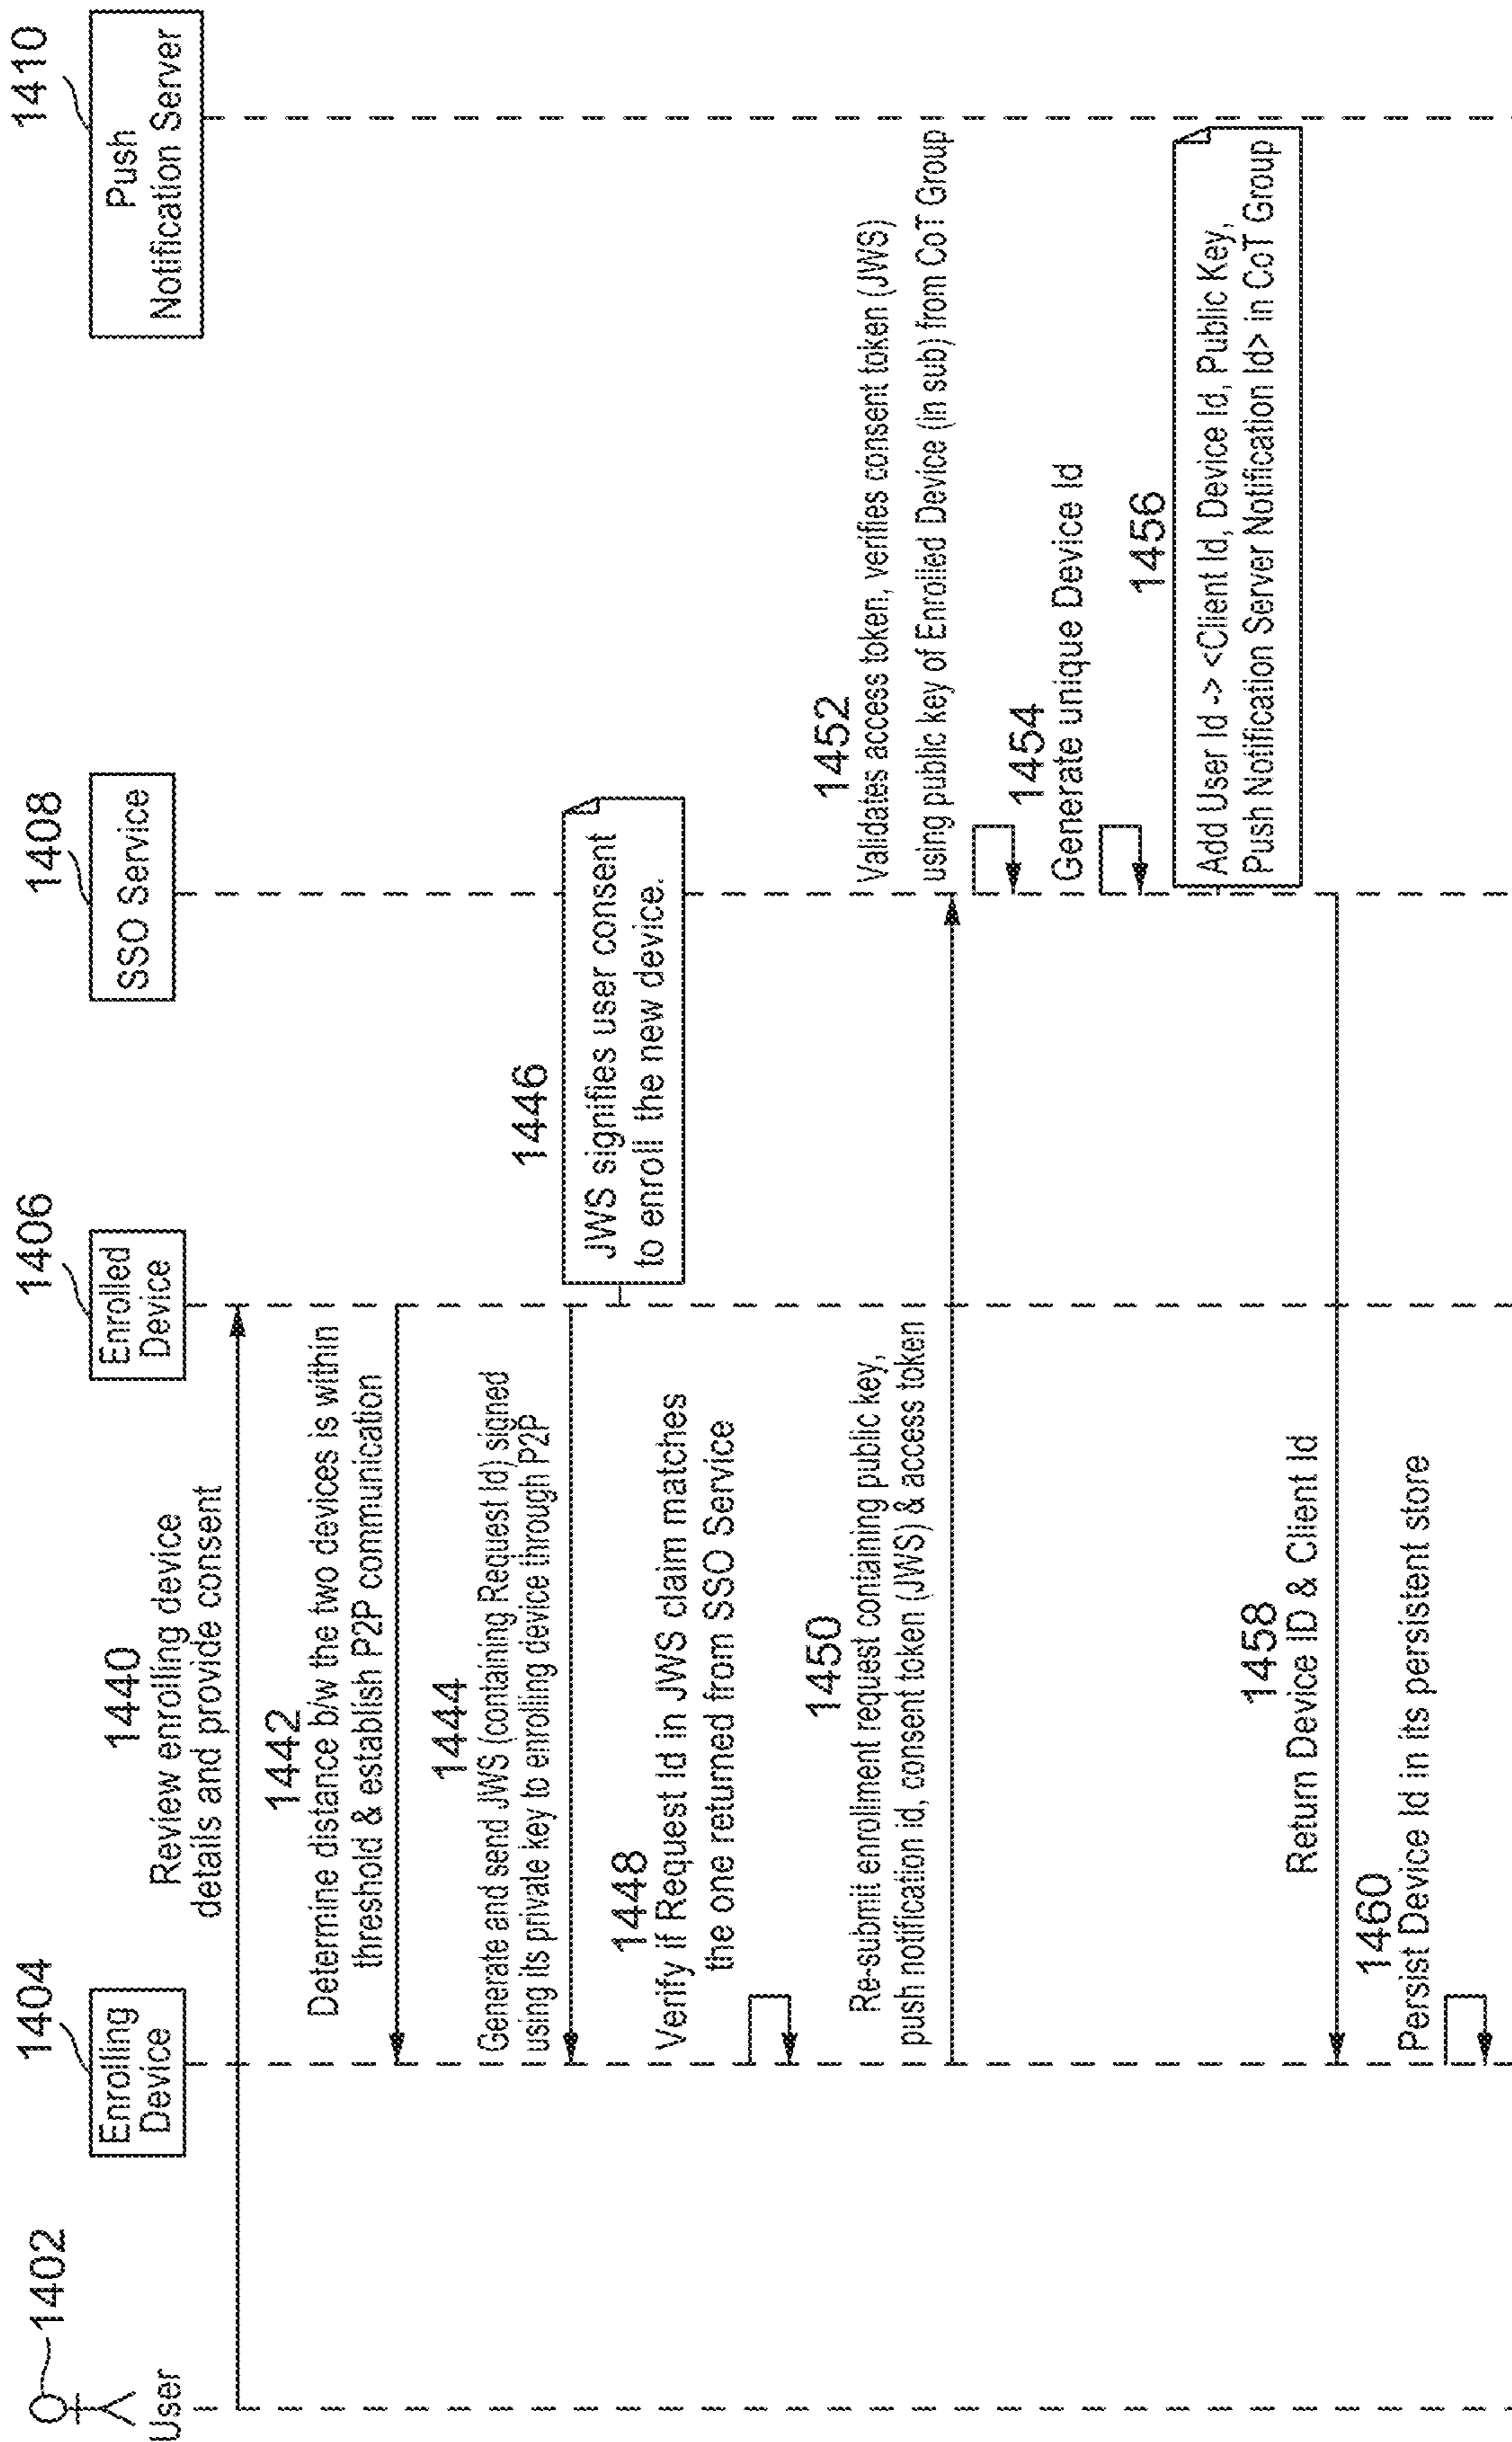 1402
User
1404
Enrolling
Device
1406
Enrolled
Device
1408
SSO Service
1410
Push
Notification Server
1440
Review enrolling device
details and provide consent
1442
Determine distance b/w the two devices is within
threshold & establish P2P communication
1444
Generate and send JWS (containing Request Id) signed
using its private key to enrolling device through P2P
1446
JWS signifies user consent
to enroll the new device.
1448
Verify if Request Id in JWS claim matches
the one returned from SSO Service
1450
Re-submit enrollment request containing public key,
push notification id, consent token (JWS) & access token
1452
Validates access token, verifies consent token (JWS)
using public key of Enrolled Device (in sub) from CoT Group
1454
Generate unique Device Id
1456
Add User Id -> <Client Id, Device Id, Public Key,
Push Notification Server Notification Id> in CoT Group
1458
Return Device ID & Client Id
1460
Persist Device Id in its persistent store